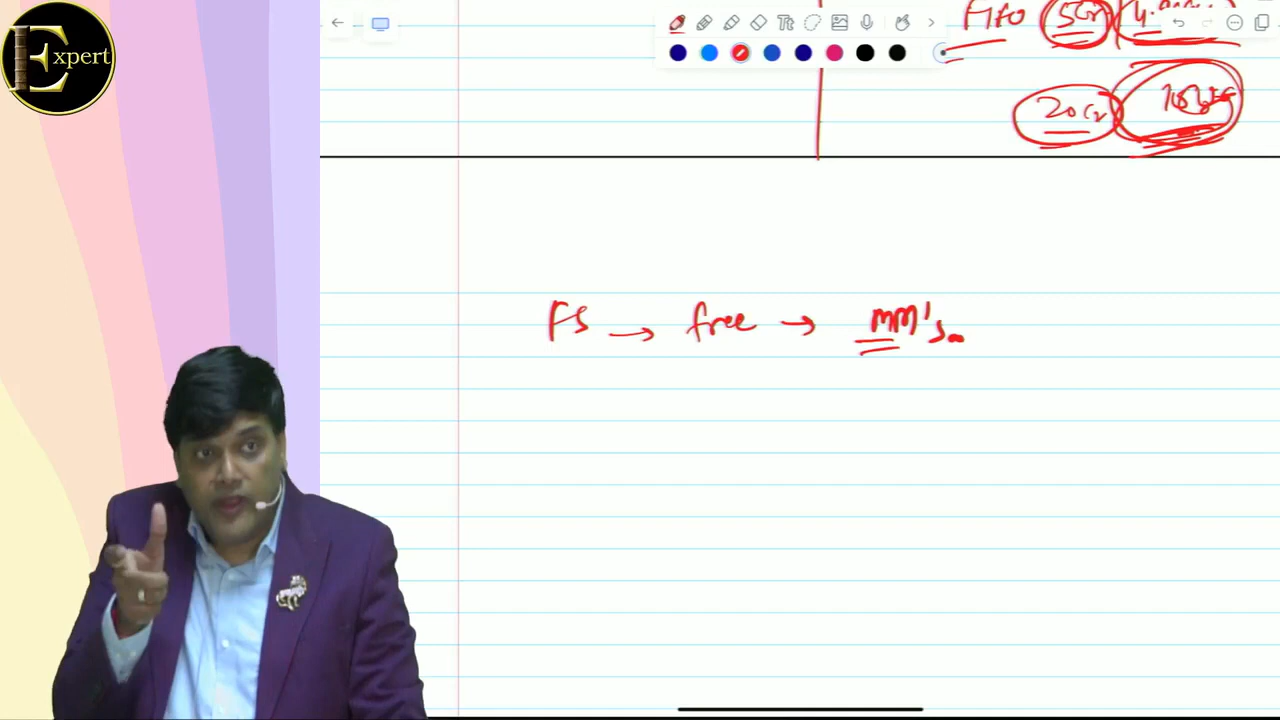 Expert
FIFO 5Cr
20Cr
FS → free → MM's